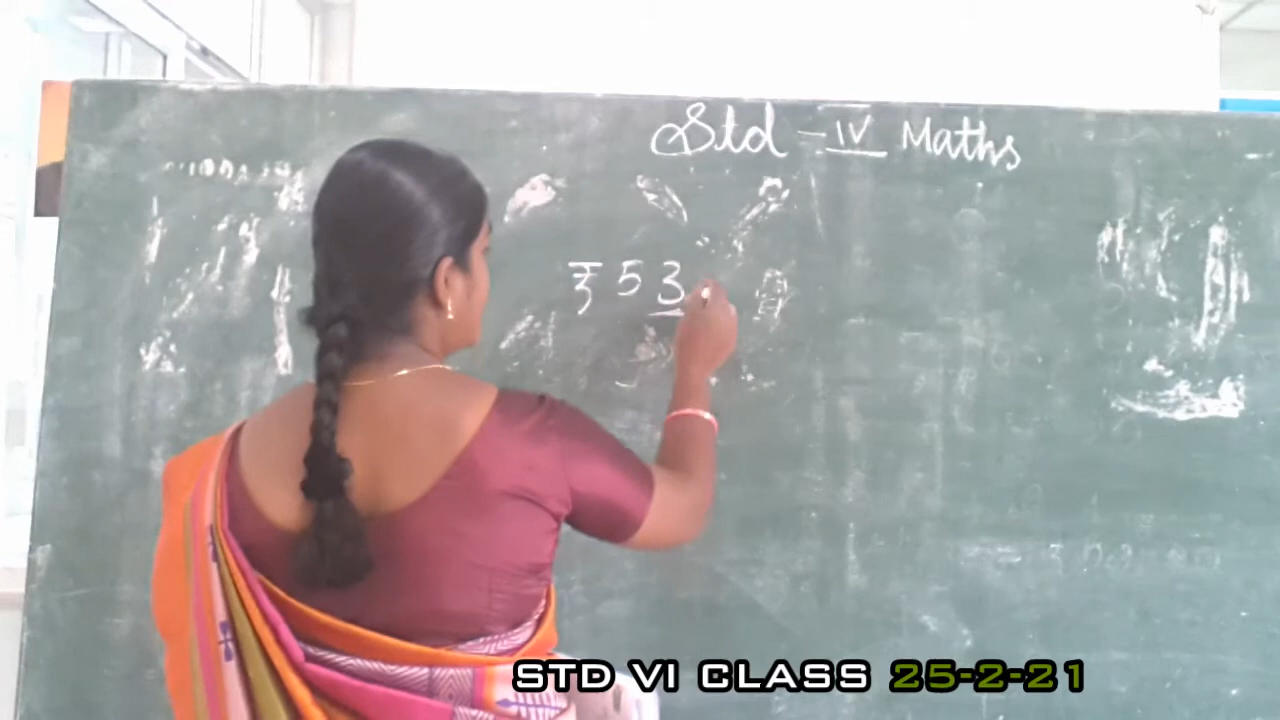 Std - IV Maths
₹ 53
STD VI CLASS 25-2-21